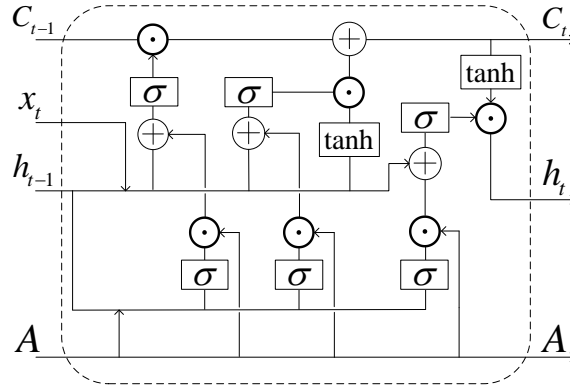 C_{t-1} C_t,
tanh
x_t σ σ
σ
tanh
h_{t-1} h_t
σ σ σ
A A